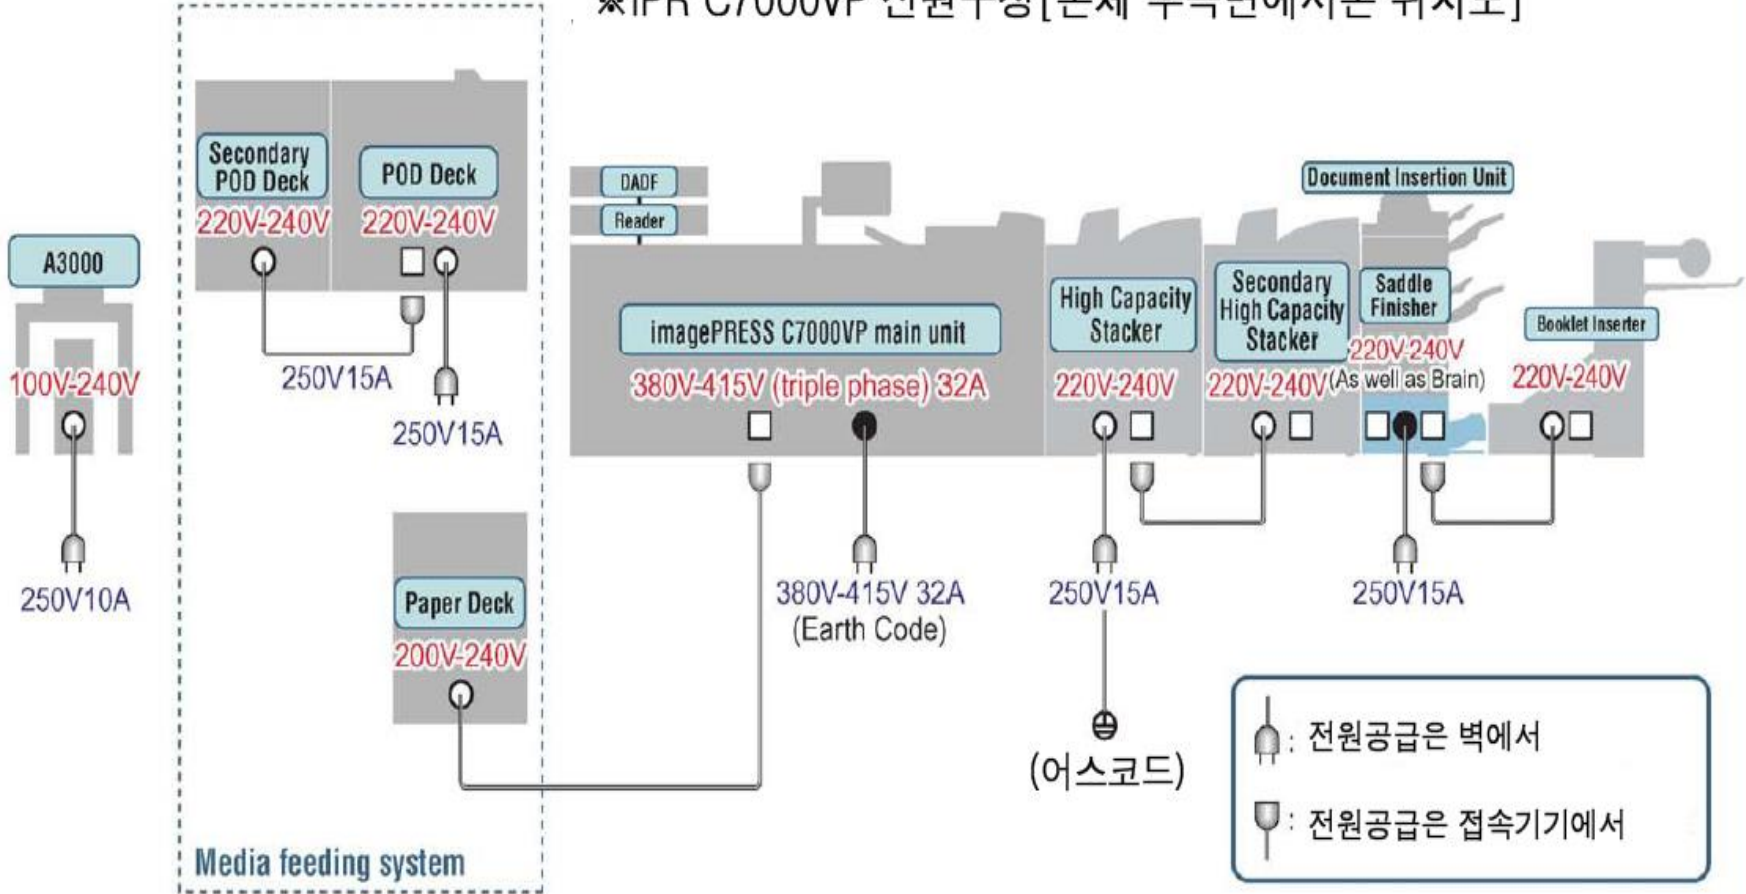 ※iPR C7000VP
Secondary
POD Deck
220V-240V
POD Deck
220V-240V
250V15A
250V15A
A3000
100V-240V
250V10A
Paper Deck
200V-240V
Media feeding system
DADF
Reader
imagePRESS C7000VP main unit
380V-415V (triple phase) 32A
380V-415V 32A
(Earth Code)
High Capacity
Stacker
220V-240V
250V15A
(어스코드)
Secondary
High Capacity
Stacker
220V-240V
Document Insertion Unit
Saddle
Finisher
220V-240V
(As well as Brain)
250V15A
Booklet Inserter
220V-240V
: 전원공급은 벽에서
: 전원공급은 접속기기에서